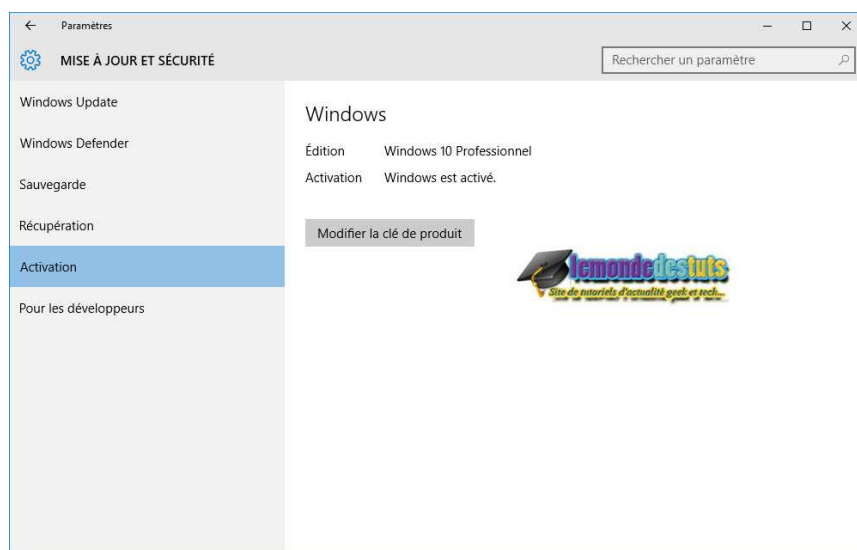 Paramètres
MISE À JOUR ET SÉCURITÉ
Rechercher un paramètre
Windows Update
Windows Defender
Sauvegarde
Récupération
Activation
Pour les développeurs
Windows
Édition Windows 10 Professionnel
Activation Windows est activé.
Modifier la clé de produit
lemondedestuts
Site de tutoriels d'actualité geek et tech...